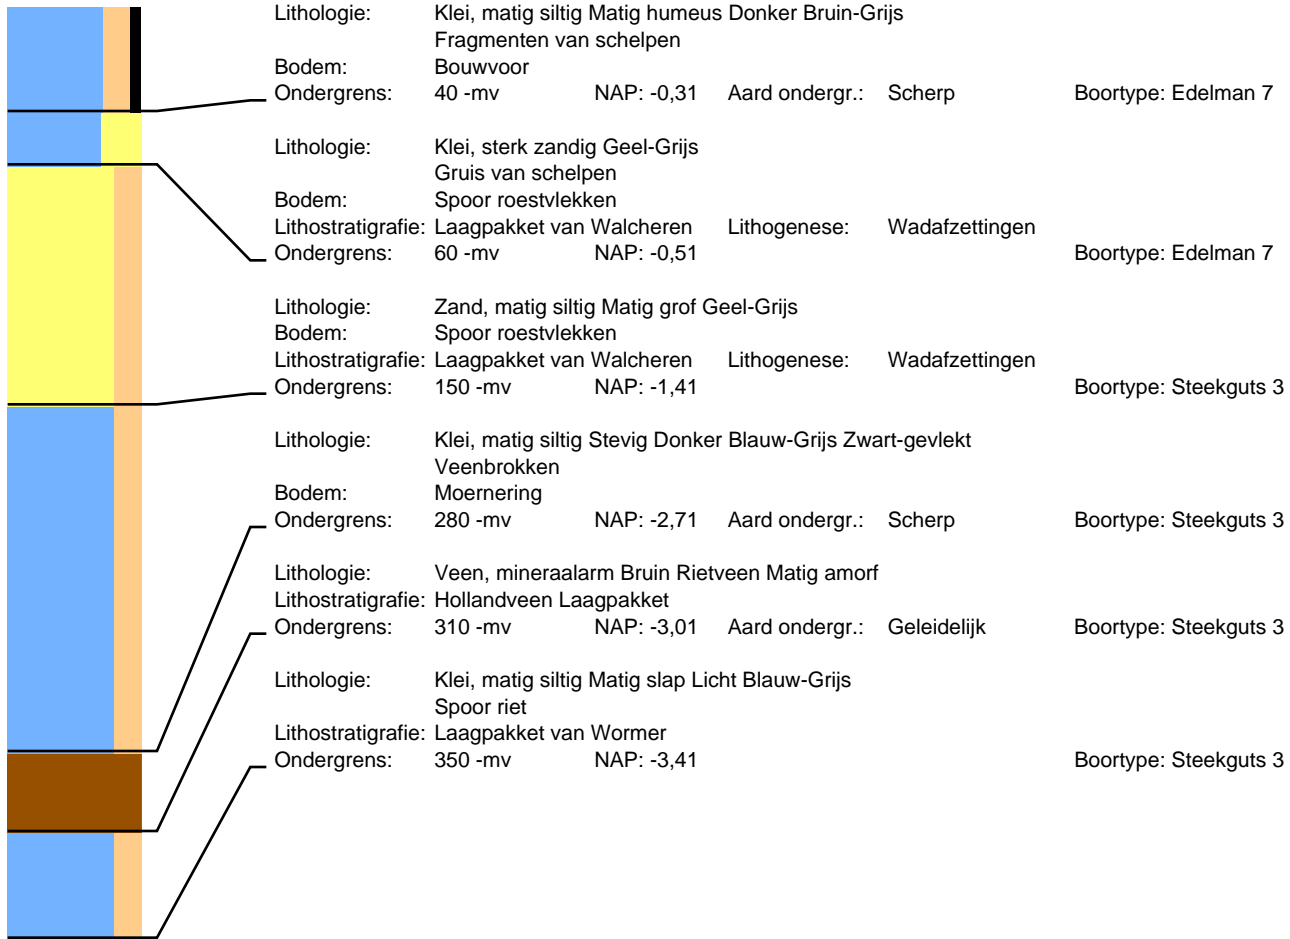 Lithologie: Klei, matig siltig Matig humeus Donker Bruin-Grijs
Fragmenten van schelpen
Bodem: Bouwvoor
Ondergrens: 40 -mv NAP: -0,31 Aard ondergr.: Scherp Boortype: Edelman 7
Lithologie: Klei, sterk zandig Geel-Grijs
Gruis van schelpen
Bodem: Spoor roestvlekken
Lithostratigrafie: Laagpakket van Walcheren Lithogenese: Wadafzettingen
Ondergrens: 60 -mv NAP: -0,51 Boortype: Edelman 7
Lithologie: Zand, matig siltig Matig grof Geel-Grijs
Bodem: Spoor roestvlekken
Lithostratigrafie: Laagpakket van Walcheren Lithogenese: Wadafzettingen
Ondergrens: 150 -mv NAP: -1,41 Boortype: Steekguts 3
Lithologie: Klei, matig siltig Stevig Donker Blauw-Grijs Zwart-gevlekt
Veenbrokken
Bodem: Moernering
Ondergrens: 280 -mv NAP: -2,71 Aard ondergr.: Scherp Boortype: Steekguts 3
Lithologie: Veen, mineraalarm Bruin Rietveen Matig amorf
Lithostratigrafie: Hollandveen Laagpakket
Ondergrens: 310 -mv NAP: -3,01 Aard ondergr.: Geleidelijk Boortype: Steekguts 3
Lithologie: Klei, matig siltig Matig slap Licht Blauw-Grijs
Spoor riet
Lithostratigrafie: Laagpakket van Wormer
Ondergrens: 350 -mv NAP: -3,41 Boortype: Steekguts 3